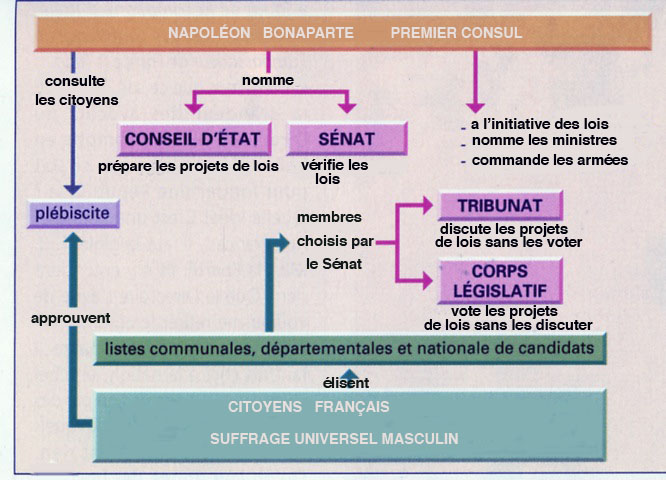 NAPOLÉON BONAPARTE PREMIER CONSUL
consulte
les citoyens
nomme
CONSEIL D'ÉTAT
prépare les projets de lois
SÉNAT
vérifie les
lois
- a l'initiative des lois
- nomme les ministres
- commande les armées
plébiscite
membres
choisis par
le Sénat
TRIBUNAT
discute les projets
de lois sans les voter
CORPS
LÉGISLATIF
vote les projets
de lois sans les discuter
approuvent
listes communales, départementales et nationale de candidats
élisent
CITOYENS FRANÇAIS
SUFFRAGE UNIVERSEL MASCULIN